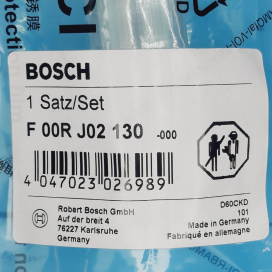 BOSCH
1 Satz/Set
F 00R J02 130 -000
4 047023 026989
Robert Bosch GmbH
Auf der breit 4
76227 Karlsruhe
Germany
D60CKD
101
Made in Germany
Fabriqué en allemagne